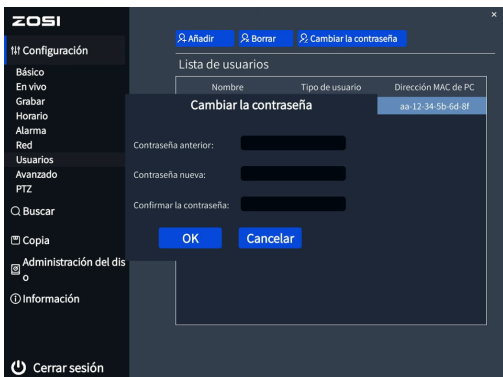 ZOSI
×
Configuración
Añadir
Borrar
Cambiar la contraseña
Lista de usuarios
Básico
En vivo
Grabar
Horario
Alarma
Red
Usuarios
Avanzado
PTZ
Buscar
Copia
Administración del dis
o
Información
Cerrar sesión
Nombre Tipo de usuario Dirección MAC de PC
aa-12-34-5b-6d-8f
Cambiar la contraseña
Contraseña anterior:
Contraseña nueva:
Confirmar la contraseña:
OK Cancelar